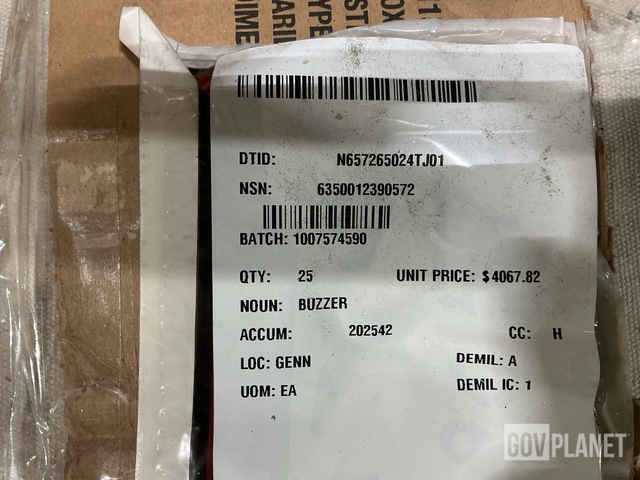 DTID: N657265024TJ01
NSN: 6350012390572
BATCH: 1007574590
QTY: 25 UNIT PRICE: $4067.82
NOUN: BUZZER
ACCUM: 202542 CC: H
LOC: GENN DEMIL: A
UOM: EA DEMIL IC: 1
GOVPLANET